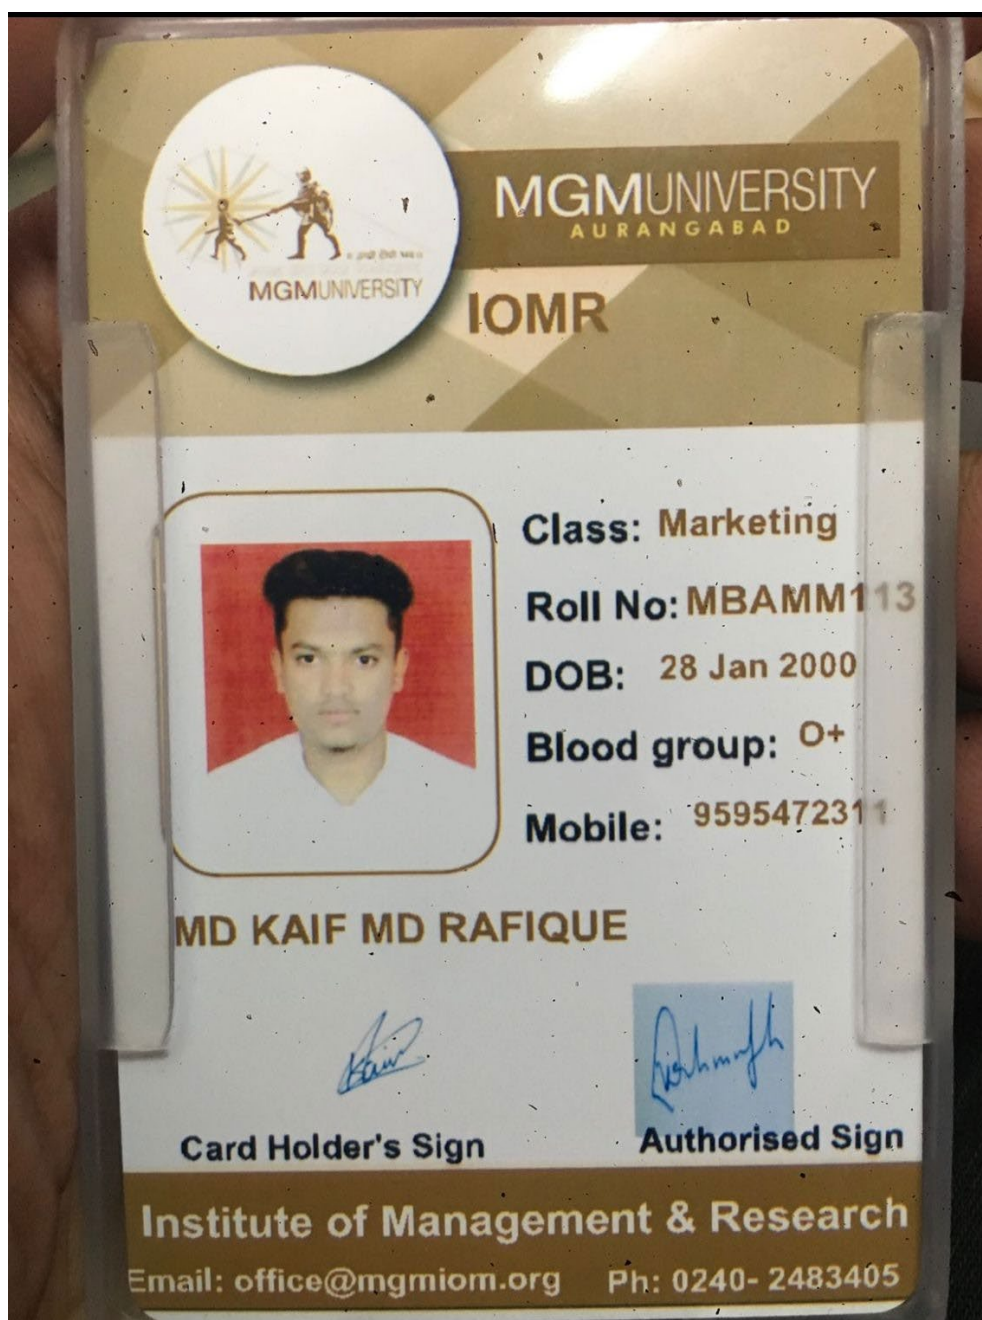 MGMUNIVERSITY
AURANGABAD
MGMUNIVERSITY
IOMR
Class: Marketing
Roll No: MBAMM113
DOB: 28 Jan 2000
Blood group: O+
Mobile: 9595472311
MD KAIF MD RAFIQUE
Kaif
Card Holder's Sign
Authorised Sign
Institute of Management & Research
Email: office@mgmiom.org Ph: 0240- 2483405